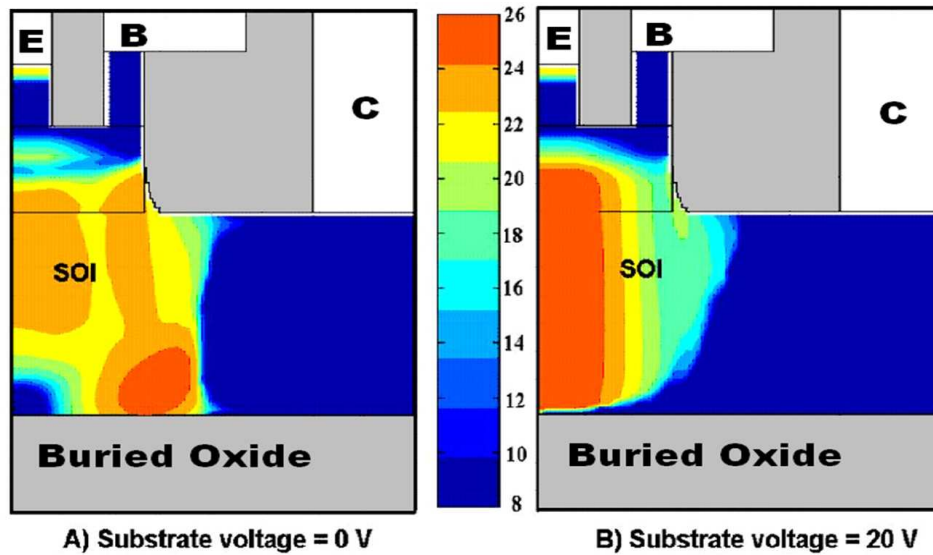 E
B
C
SOI
Buried Oxide
A) Substrate voltage = 0 V
26
24
22
20
18
16
14
12
10
8
E
B
C
SOI
Buried Oxide
B) Substrate voltage = 20 V